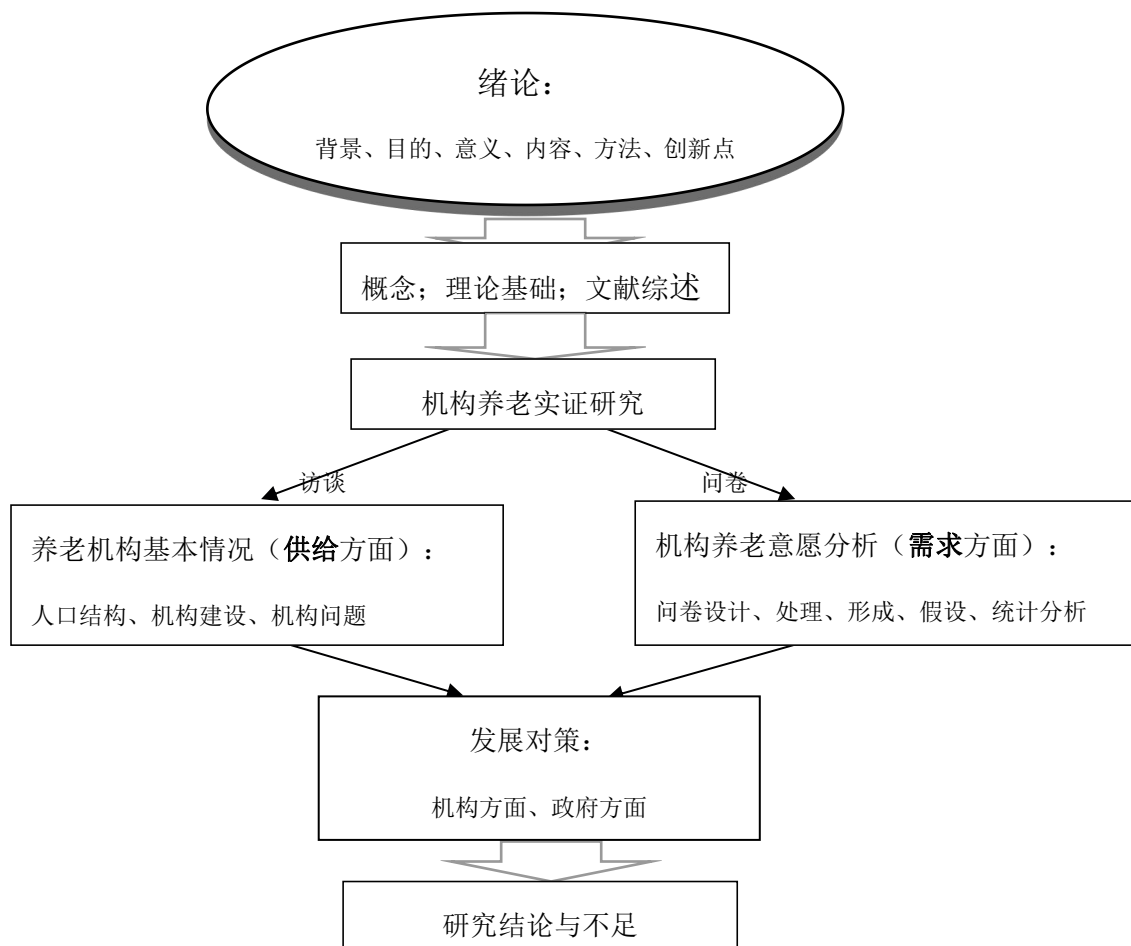 绪论：
背景、目的、意义、内容、方法、创新点
概念；理论基础；文献综述
机构养老实证研究
访谈
问卷
养老机构基本情况（供给方面）：
人口结构、机构建设、机构问题
机构养老意愿分析（需求方面）：
问卷设计、处理、形成、假设、统计分析
发展对策：
机构方面、政府方面
研究结论与不足